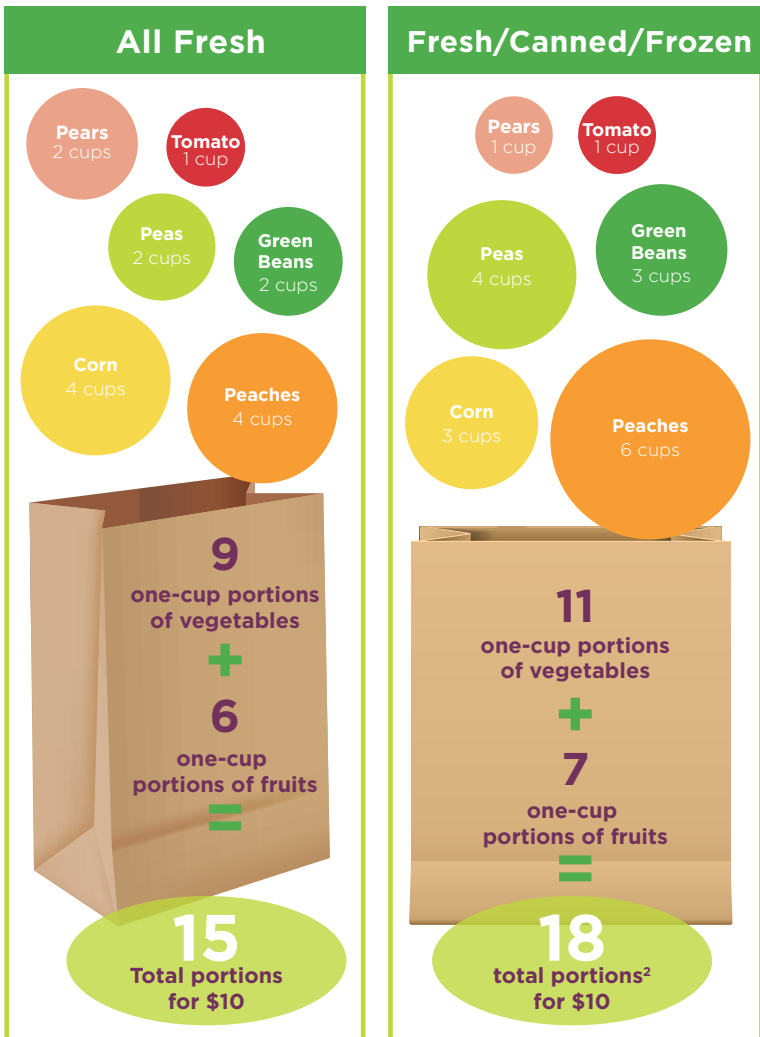 All Fresh
Pears
2 cups
Tomato
1 cup
Peas
2 cups
Green
Beans
2 cups
Corn
4 cups
Peaches
4 cups
9
one-cup portions
of vegetables
+
6
one-cup
portions of fruits
=
15
Total portions
for $10
Fresh/Canned/Frozen
Pears
1 cup
Tomato
1 cup
Peas
4 cups
Green
Beans
3 cups
Corn
3 cups
Peaches
6 cups
11
one-cup portions
of vegetables
+
7
one-cup
portions of fruits
=
18
total portions²
for $10